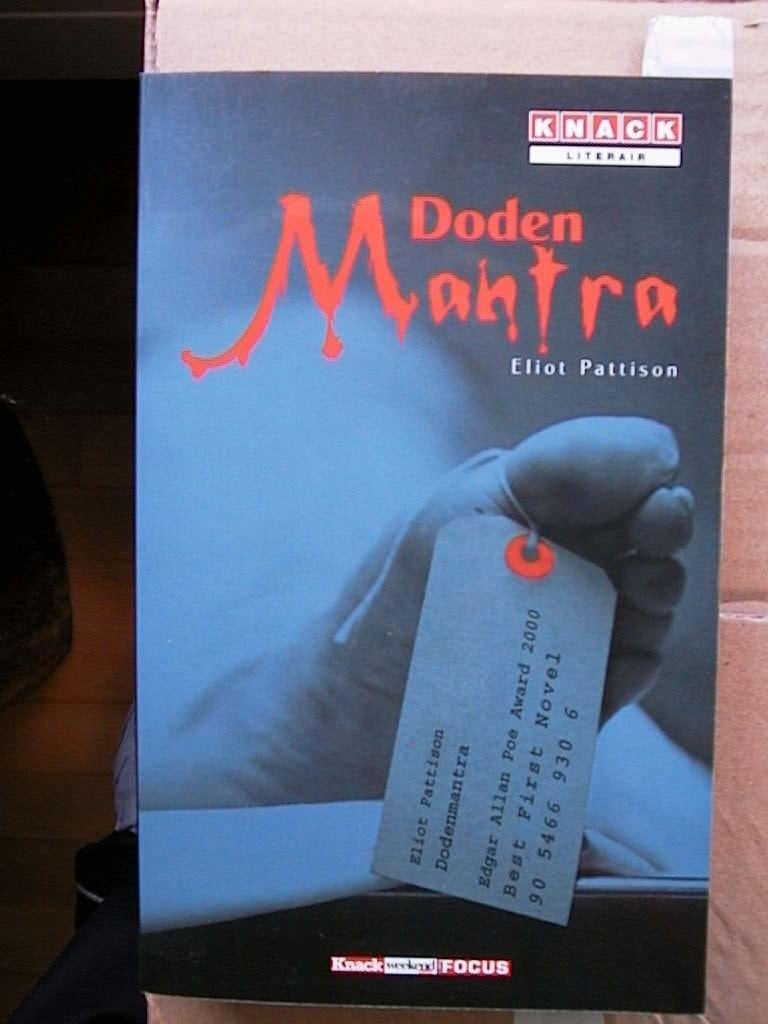 KNACK
LITERAIR
Doden
Mantra
Eliot Pattison
Eliot Pattison
Dodenmantra
Edgar Allan Poe Award 2000
Best First Novel
90 5466 930 6
Knack weekend FOCUS